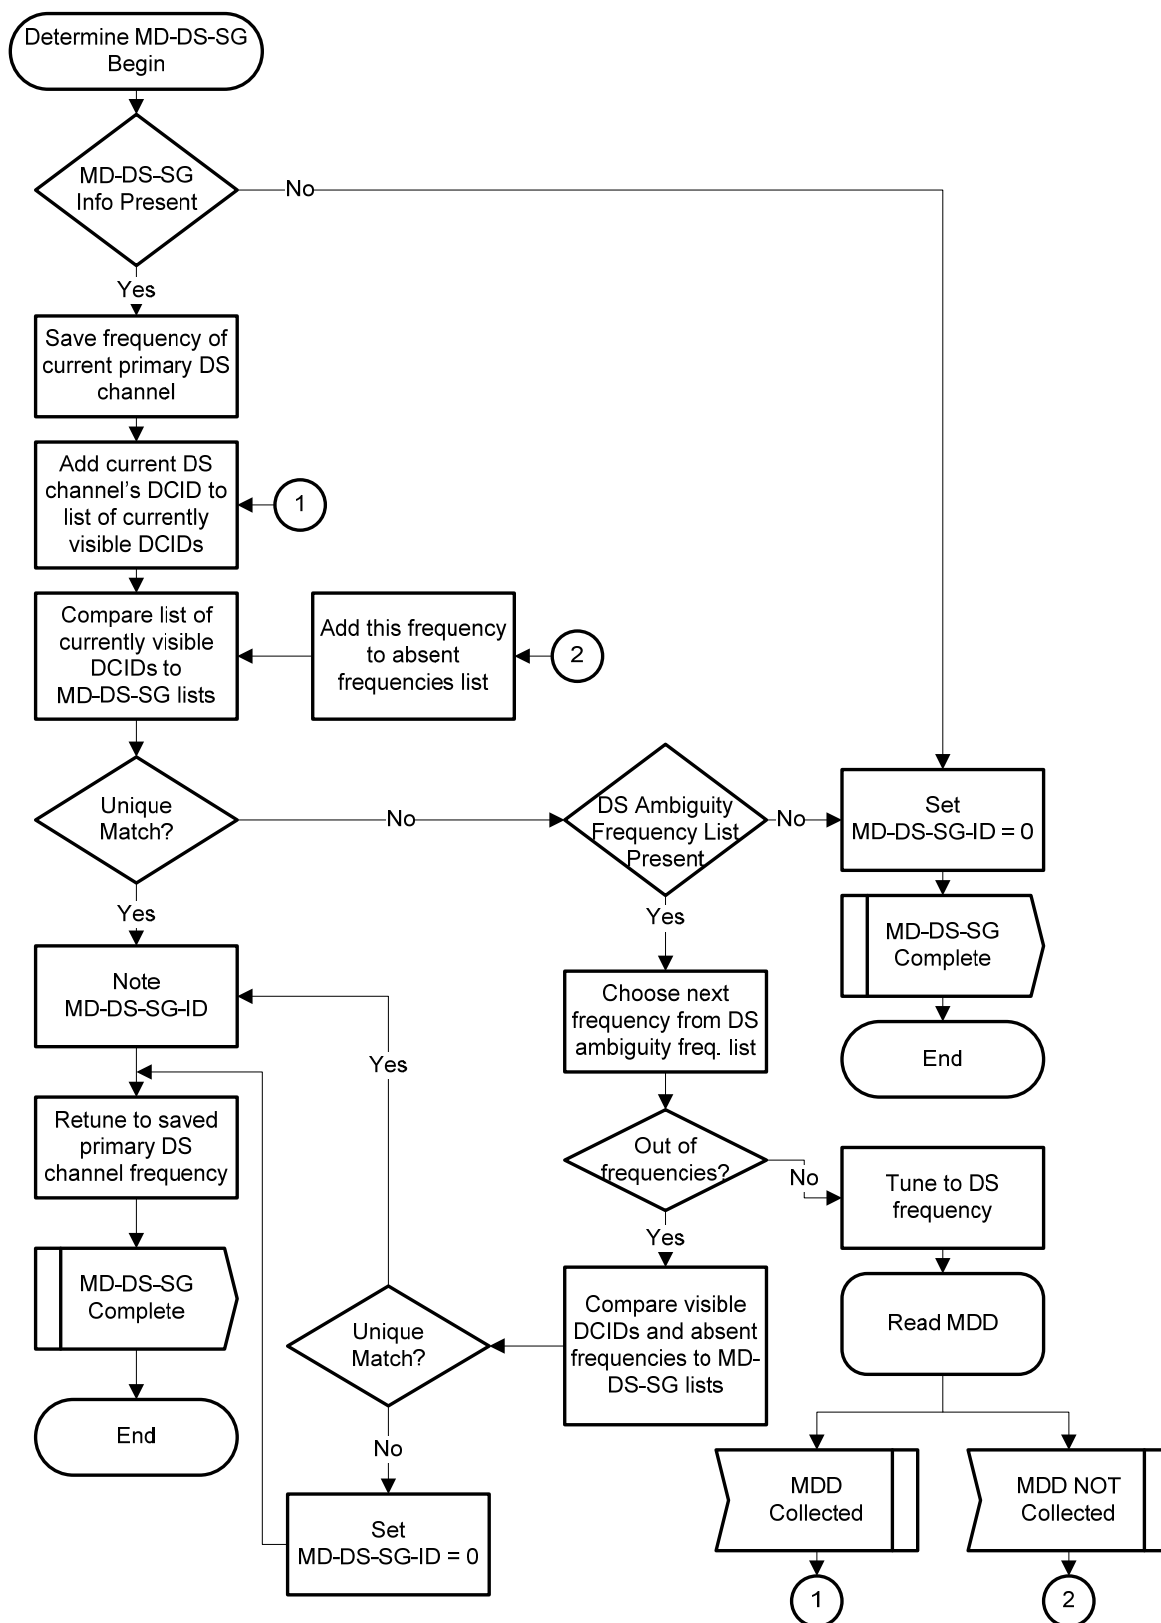 Determine MD-DS-SG
Begin
MD-DS-SG
Info Present
No
Yes
Save frequency of
current primary DS
channel
Add current DS
channel's DCID to
list of currently
visible DCIDs
1
Compare list of
currently visible
DCIDs to
MD-DS-SG lists
Add this frequency
to absent
frequencies list
2
Unique
Match?
No
DS Ambiguity
Frequency List
Present
No
Set
MD-DS-SG-ID = 0
Yes
Yes
MD-DS-SG
Complete
Note
MD-DS-SG-ID
Choose next
frequency from DS
ambiguity freq. list
End
Yes
Retune to saved
primary DS
channel frequency
Out of
frequencies?
No
Tune to DS
frequency
Yes
MD-DS-SG
Complete
Unique
Match?
Compare visible
DCIDs and absent
frequencies to MD-
DS-SG lists
Read MDD
End
No
Set
MD-DS-SG-ID = 0
MDD
Collected
MDD NOT
Collected
1
2